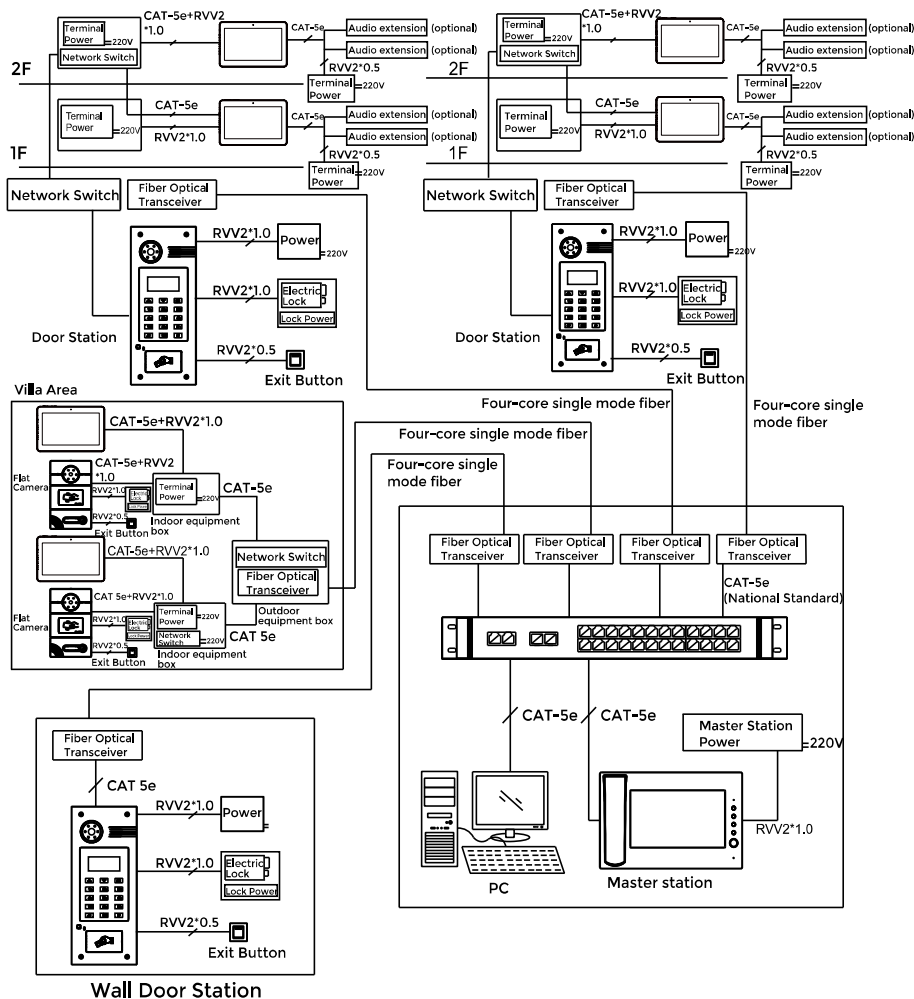 CAT-5e+RVV2
*1.0
Terminal
Power
220V
Network Switch
CAT-5e
Audio extension (optional)
Audio extension (optional)
RVV2*0.5
Terminal
Power
220V
2F
Terminal
Power
220V
CAT-5e
RVV2*1.0
CAT-5e
Audio extension (optional)
Audio extension (optional)
RVV2*0.5
Terminal
Power
220V
1F
CAT-5e+RVV2
*1.0
Terminal
Power
220V
Network Switch
CAT-5e
Audio extension (optional)
Audio extension (optional)
RVV2*0.5
Terminal
Power
220V
2F
Terminal
Power
220V
CAT-5e
RVV2*1.0
CAT-5e
Audio extension (optional)
Audio extension (optional)
RVV2*0.5
Terminal
Power
220V
1F
Network Switch
Fiber Optical
Transceiver
RVV2*1.0
Power
220V
RVV2*1.0
Electric
Lock
Lock Power
Door Station
RVV2*0.5
Exit Button
Network Switch
Fiber Optical
Transceiver
RVV2*1.0
Power
220V
RVV2*1.0
Electric
Lock
Lock Power
Door Station
RVV2*0.5
Exit Button
Four-core single mode fiber
Four-core single
mode fiber
Four-core single mode fiber
Four-core single
mode fiber
Villa Area
CAT-5e+RVV2*1.0
Flat
Camera
CAT-5e+RVV2
*1.0
RVV2*1.0
Electric
Lock
Lock Power
Terminal
Power
220V
CAT-5e
RVV2*0.5
Exit Button
Indoor equipment
box
CAT-5e+RVV2*1.0
Network Switch
Fiber Optical
Transceiver
Outdoor
equipment box
Flat
Camera
CAT 5e+RVV2*1.0
RVV2*1.0
Electric
Lock
Lock Power
Terminal
Power
220V
Network
Switch
220V
CAT 5e
RVV2*0.5
Exit Button
Indoor equipment
box
Fiber Optical
Transceiver
Fiber Optical
Transceiver
Fiber Optical
Transceiver
Fiber Optical
Transceiver
CAT-5e
(National Standard)
CAT-5e
CAT-5e
Master Station
Power
220V
RVV2*1.0
PC
Master station
Fiber Optical
Transceiver
CAT 5e
RVV2*1.0
Power
RVV2*1.0
Electric
Lock
Lock Power
RVV2*0.5
Exit Button
Wall Door Station